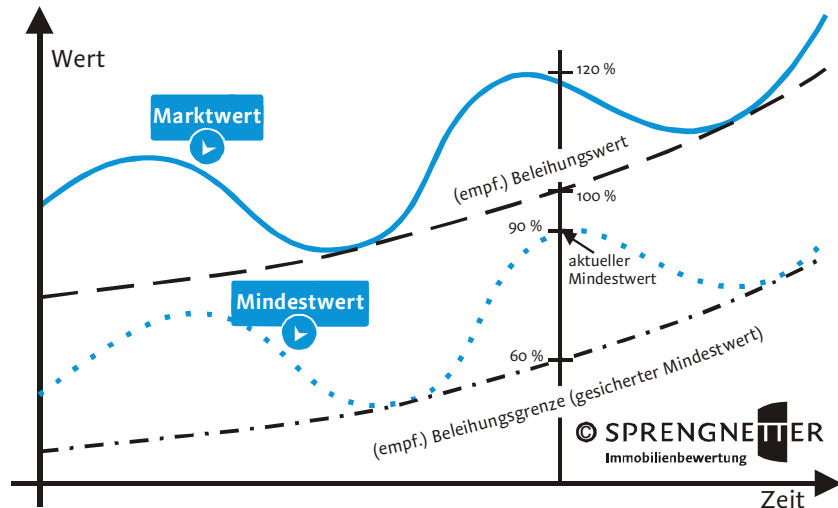 Wert
120 %
Marktwert
(empf.) Beleihungswert
100 %
90 %
aktueller
Mindestwert
Mindestwert
60 %
(empf.) Beleihungsgrenze (gesicherter Mindestwert)
© SPRENGNETTER
Immobilienbewertung
Zeit